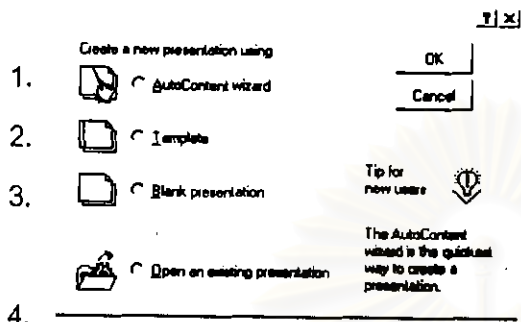 ? X
Create a new presentation using
OK
1. AutoContent wizard
Cancel
2. Template
3. Blank presentation
Tip for
new users
The AutoContent
wizard is the quickest
way to create a
presentation.
Open an existing presentation
4.